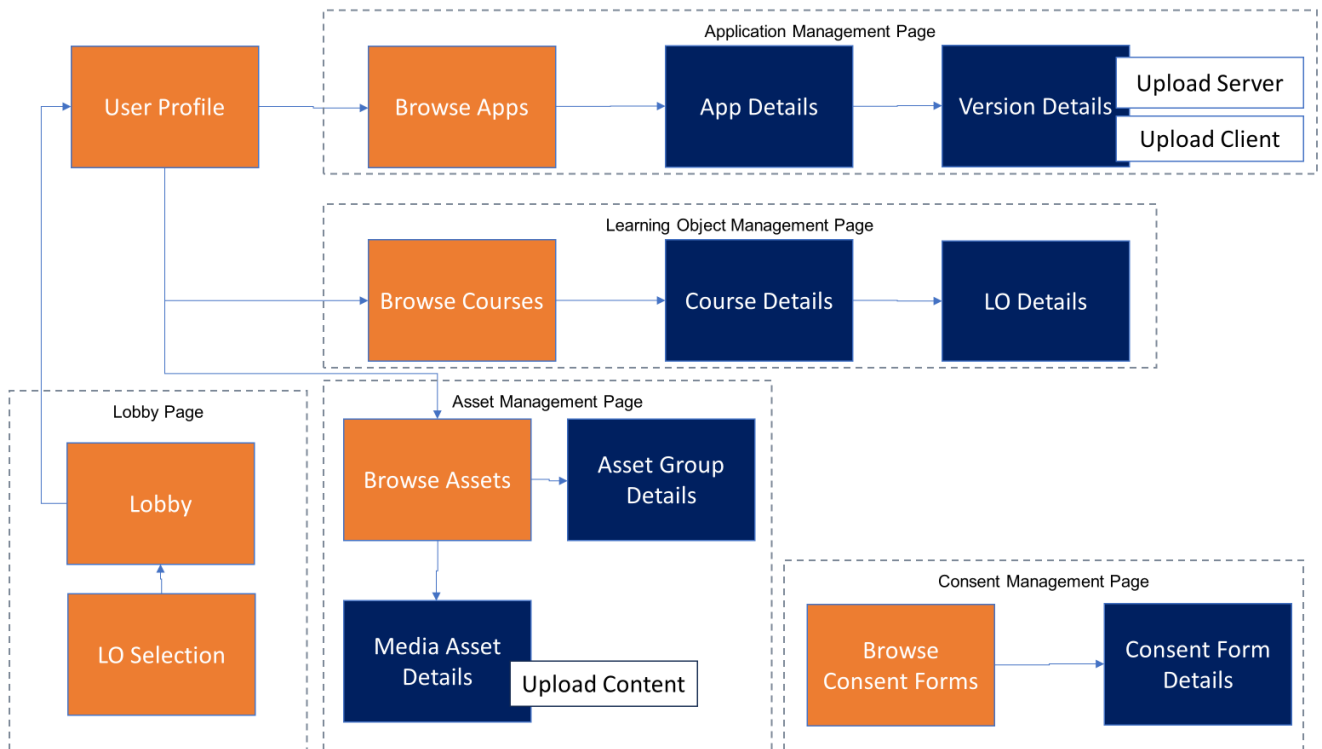 Application Management Page
User Profile
Browse Apps
App Details
Version Details
Upload Server
Upload Client
Learning Object Management Page
Browse Courses
Course Details
LO Details
Lobby Page
Lobby
LO Selection
Asset Management Page
Browse Assets
Asset Group
Details
Media Asset
Details
Upload Content
Consent Management Page
Browse
Consent Forms
Consent Form
Details